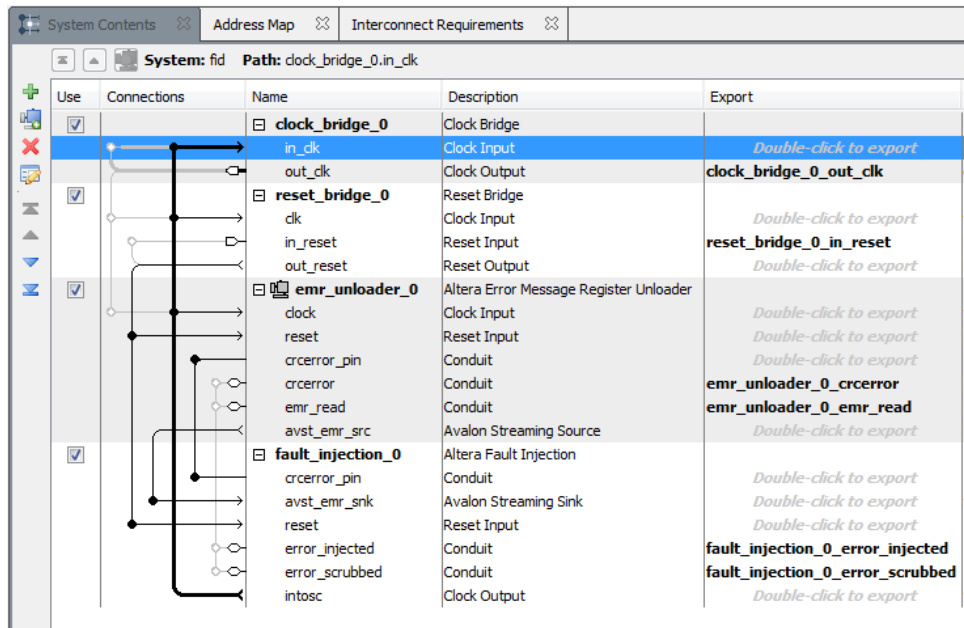 System Contents Address Map Interconnect Requirements
System: fid Path: clock_bridge_0.in_clk
Use Connections Name Description Export
clock_bridge_0 Clock Bridge
in_clk Clock Input Double-click to export
out_clk Clock Output clock_bridge_0_out_clk
reset_bridge_0 Reset Bridge
clk Clock Input Double-click to export
in_reset Reset Input reset_bridge_0_in_reset
out_reset Reset Output Double-click to export
emr_unloader_0 Altera Error Message Register Unloader
clock Clock Input Double-click to export
reset Reset Input Double-click to export
crcerror_pin Conduit Double-click to export
crcerror Conduit emr_unloader_0_crcerror
emr_read Conduit emr_unloader_0_emr_read
avst_emr_src Avalon Streaming Source Double-click to export
fault_injection_0 Altera Fault Injection
crcerror_pin Conduit Double-click to export
avst_emr_snk Avalon Streaming Sink Double-click to export
reset Reset Input Double-click to export
error_injected Conduit fault_injection_0_error_injected
error_scrubbed Conduit fault_injection_0_error_scrubbed
intosc Clock Output Double-click to export